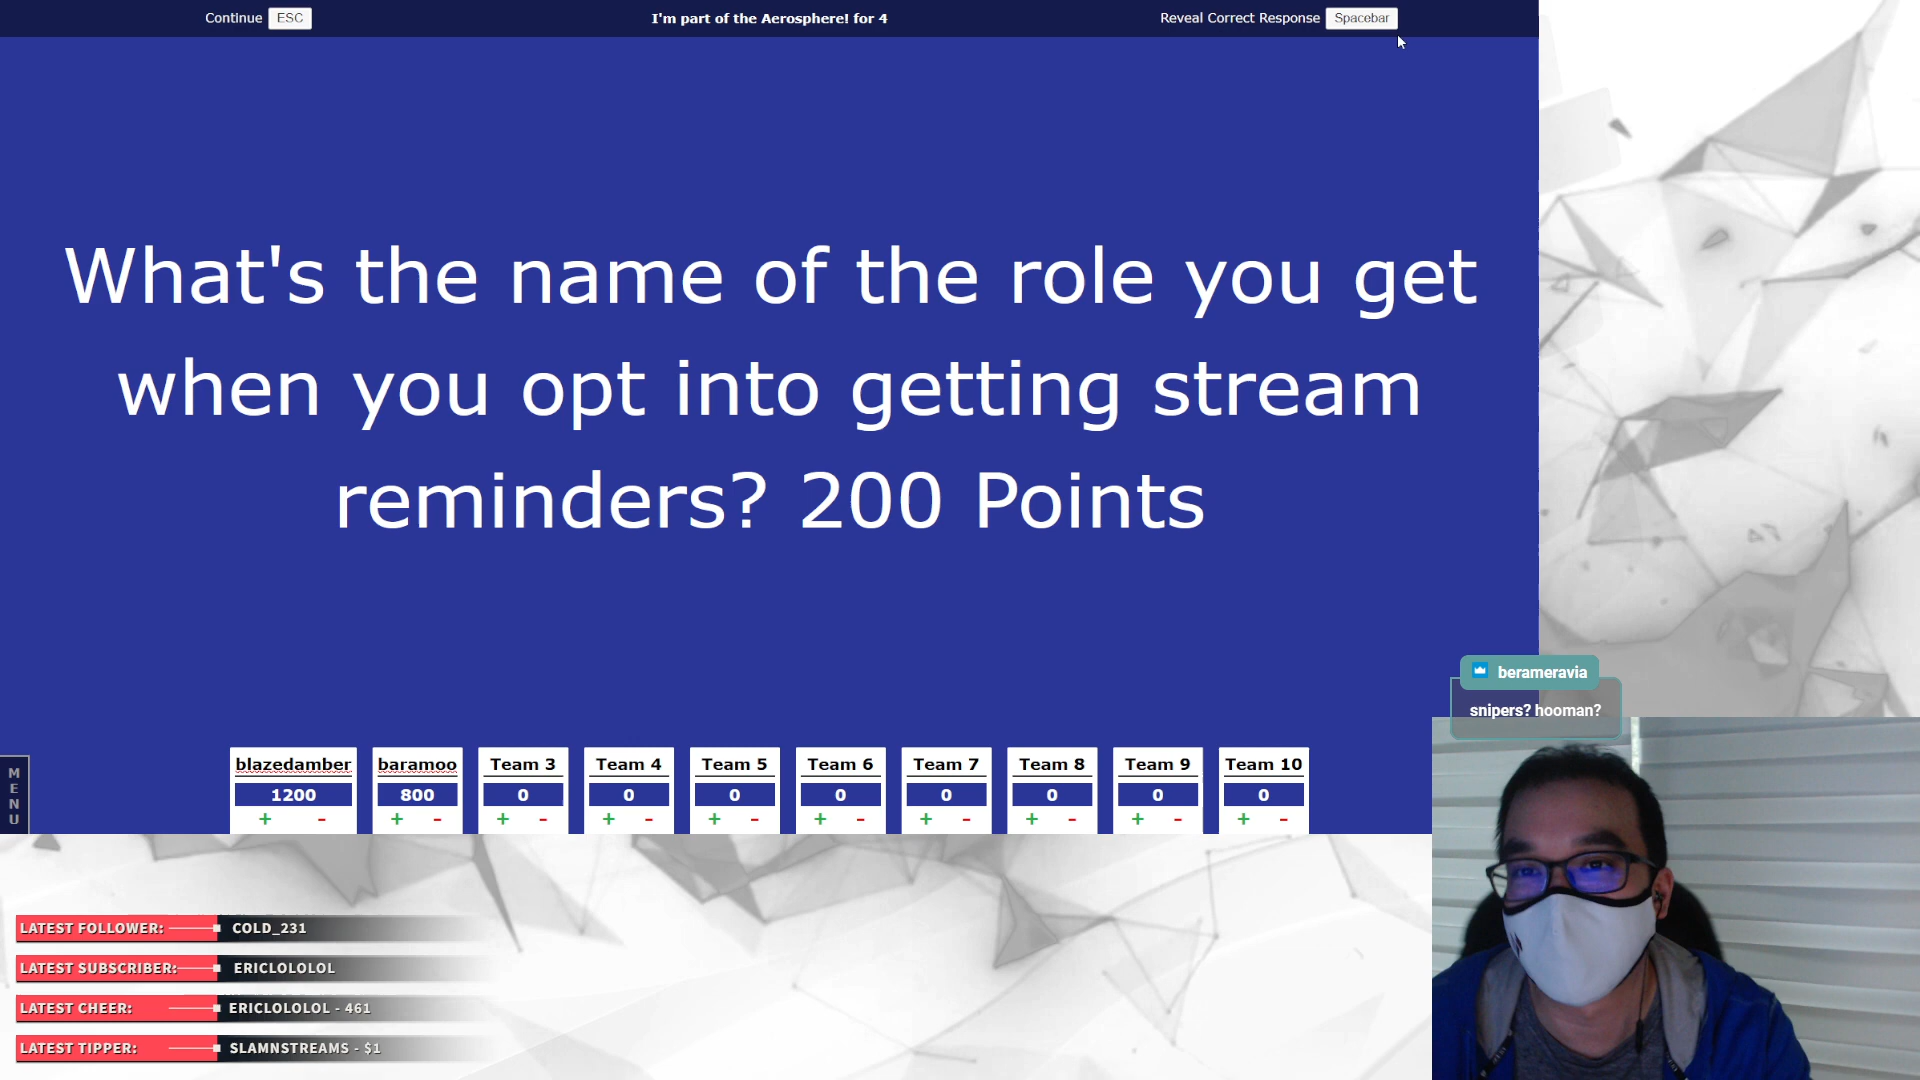 Continue ESC
I'm part of the Aerosphere! for 4
Reveal Correct Response Spacebar
What's the name of the role you get
when you opt into getting stream
reminders? 200 Points
berameravia
snipers? hooman?
MENU
blazedamber baramoo Team 3 Team 4 Team 5 Team 6 Team 7 Team 8 Team 9 Team 10
1200 800 0 0 0 0 0 0 0 0
+ - + - + - + - + - + - + - + - + - + -
LATEST FOLLOWER: COLD_231
LATEST SUBSCRIBER: ERICLOLOLOL
LATEST CHEER: ERICLOLOLOL - 461
LATEST TIPPER: SLAMNSTREAMS - $1